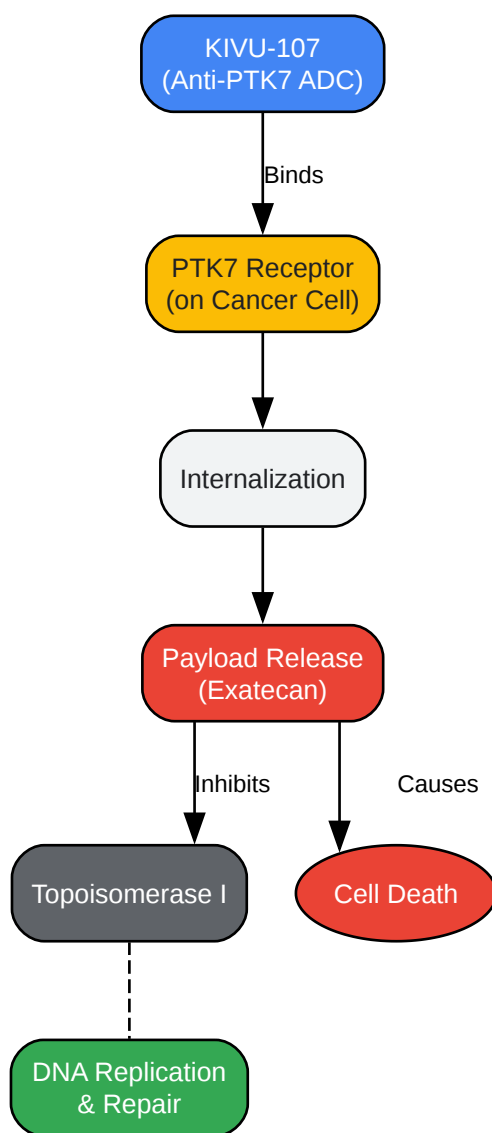 KIVU-107
(Anti-PTK7 ADC)
Binds
PTK7 Receptor
(on Cancer Cell)
Internalization
Payload Release
(Exatecan)
Inhibits
Causes
Topoisomerase I
Cell Death
DNA Replication
& Repair